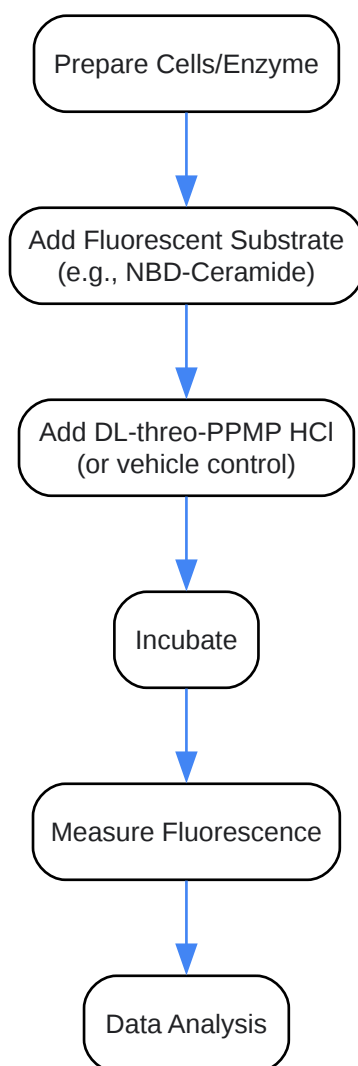 Prepare Cells/Enzyme
Add Fluorescent Substrate
(e.g., NBD-Ceramide)
Add DL-threo-PPMP HCl
(or vehicle control)
Incubate
Measure Fluorescence
Data Analysis